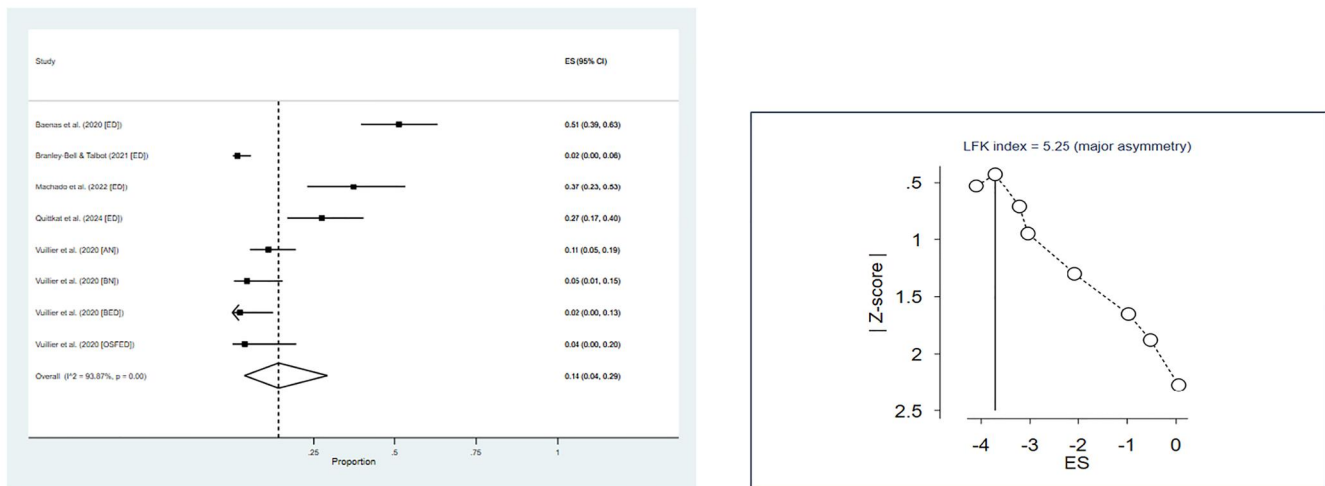 Study ES (95% CI)
Baenas et al. (2020 [ED]) 0.51 (0.39, 0.63)
Branley-Bell & Talbot (2021 [ED]) 0.02 (0.00, 0.06)
Machado et al. (2022 [ED]) 0.37 (0.23, 0.53)
Quittkat et al. (2024 [ED]) 0.27 (0.17, 0.40)
Vuillier et al. (2020 [AN]) 0.11 (0.05, 0.19)
Vuillier et al. (2020 [BN]) 0.05 (0.01, 0.15)
Vuillier et al. (2020 [BED]) 0.02 (0.00, 0.13)
Vuillier et al. (2020 [OSFED]) 0.04 (0.00, 0.20)
Overall (I^2 = 93.87%, p = 0.00) 0.14 (0.04, 0.29)
.25 .5 .75 1
Proportion
LFK index = 5.25 (major asymmetry)
.5
1
1.5
2
2.5
| Z-score |
-4 -3 -2 -1 0
ES